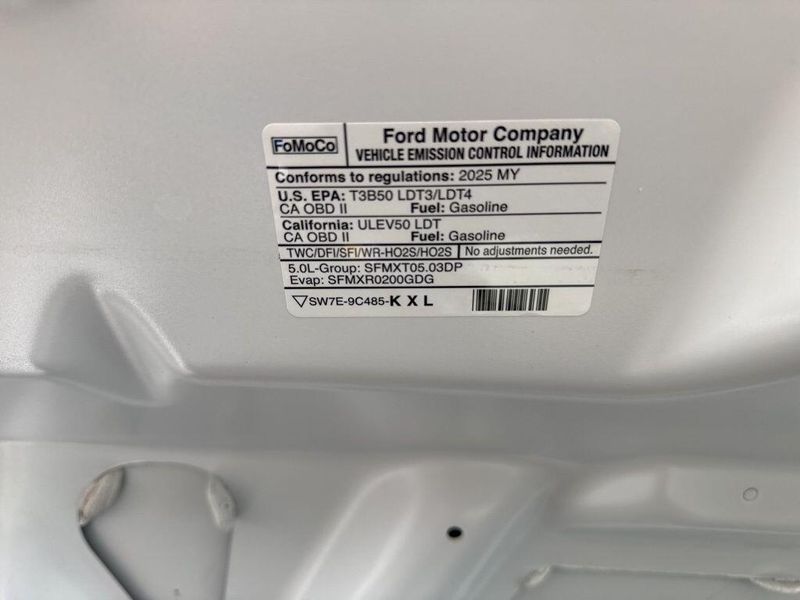 FoMoCo
Ford Motor Company
VEHICLE EMISSION CONTROL INFORMATION
Conforms to regulations: 2025 MY
U.S. EPA: T3B50 LDT3/LDT4
CA OBD II Fuel: Gasoline
California: ULEV50 LDT
CA OBD II Fuel: Gasoline
TWC/DFI/SFI/WR-HO2S/HO2S No adjustments needed.
5.0L-Group: SFMXT05.03DP
Evap: SFMXR0200GDG
SW7E-9C485-K X L